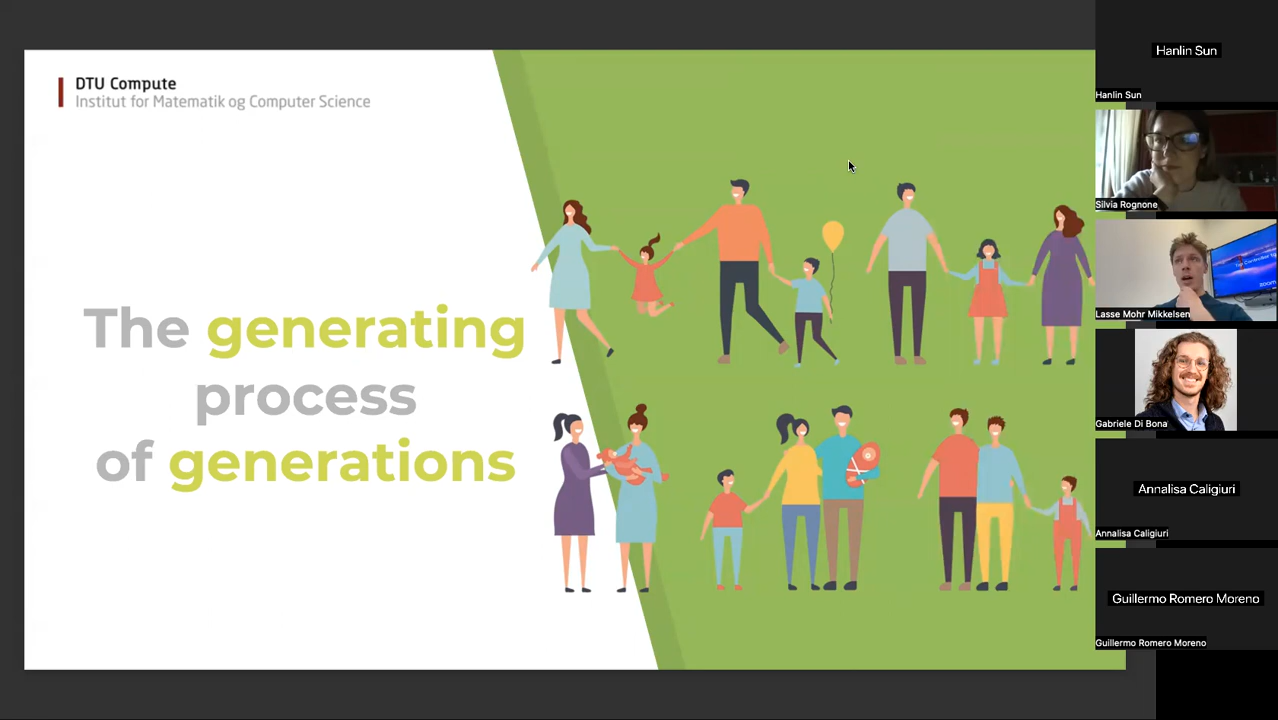 DTU Compute
Institut for Matematik og Computer Science
The generating
process
of generations
Hanlin Sun
Hanlin Sun
Silvia Rognone
Lasse Mohr Mikkelsen
zoom
Gabriele Di Bona
Annalisa Caligiuri
Annalisa Caligiuri
Guillermo Romero Moreno
Guillermo Romero Moreno